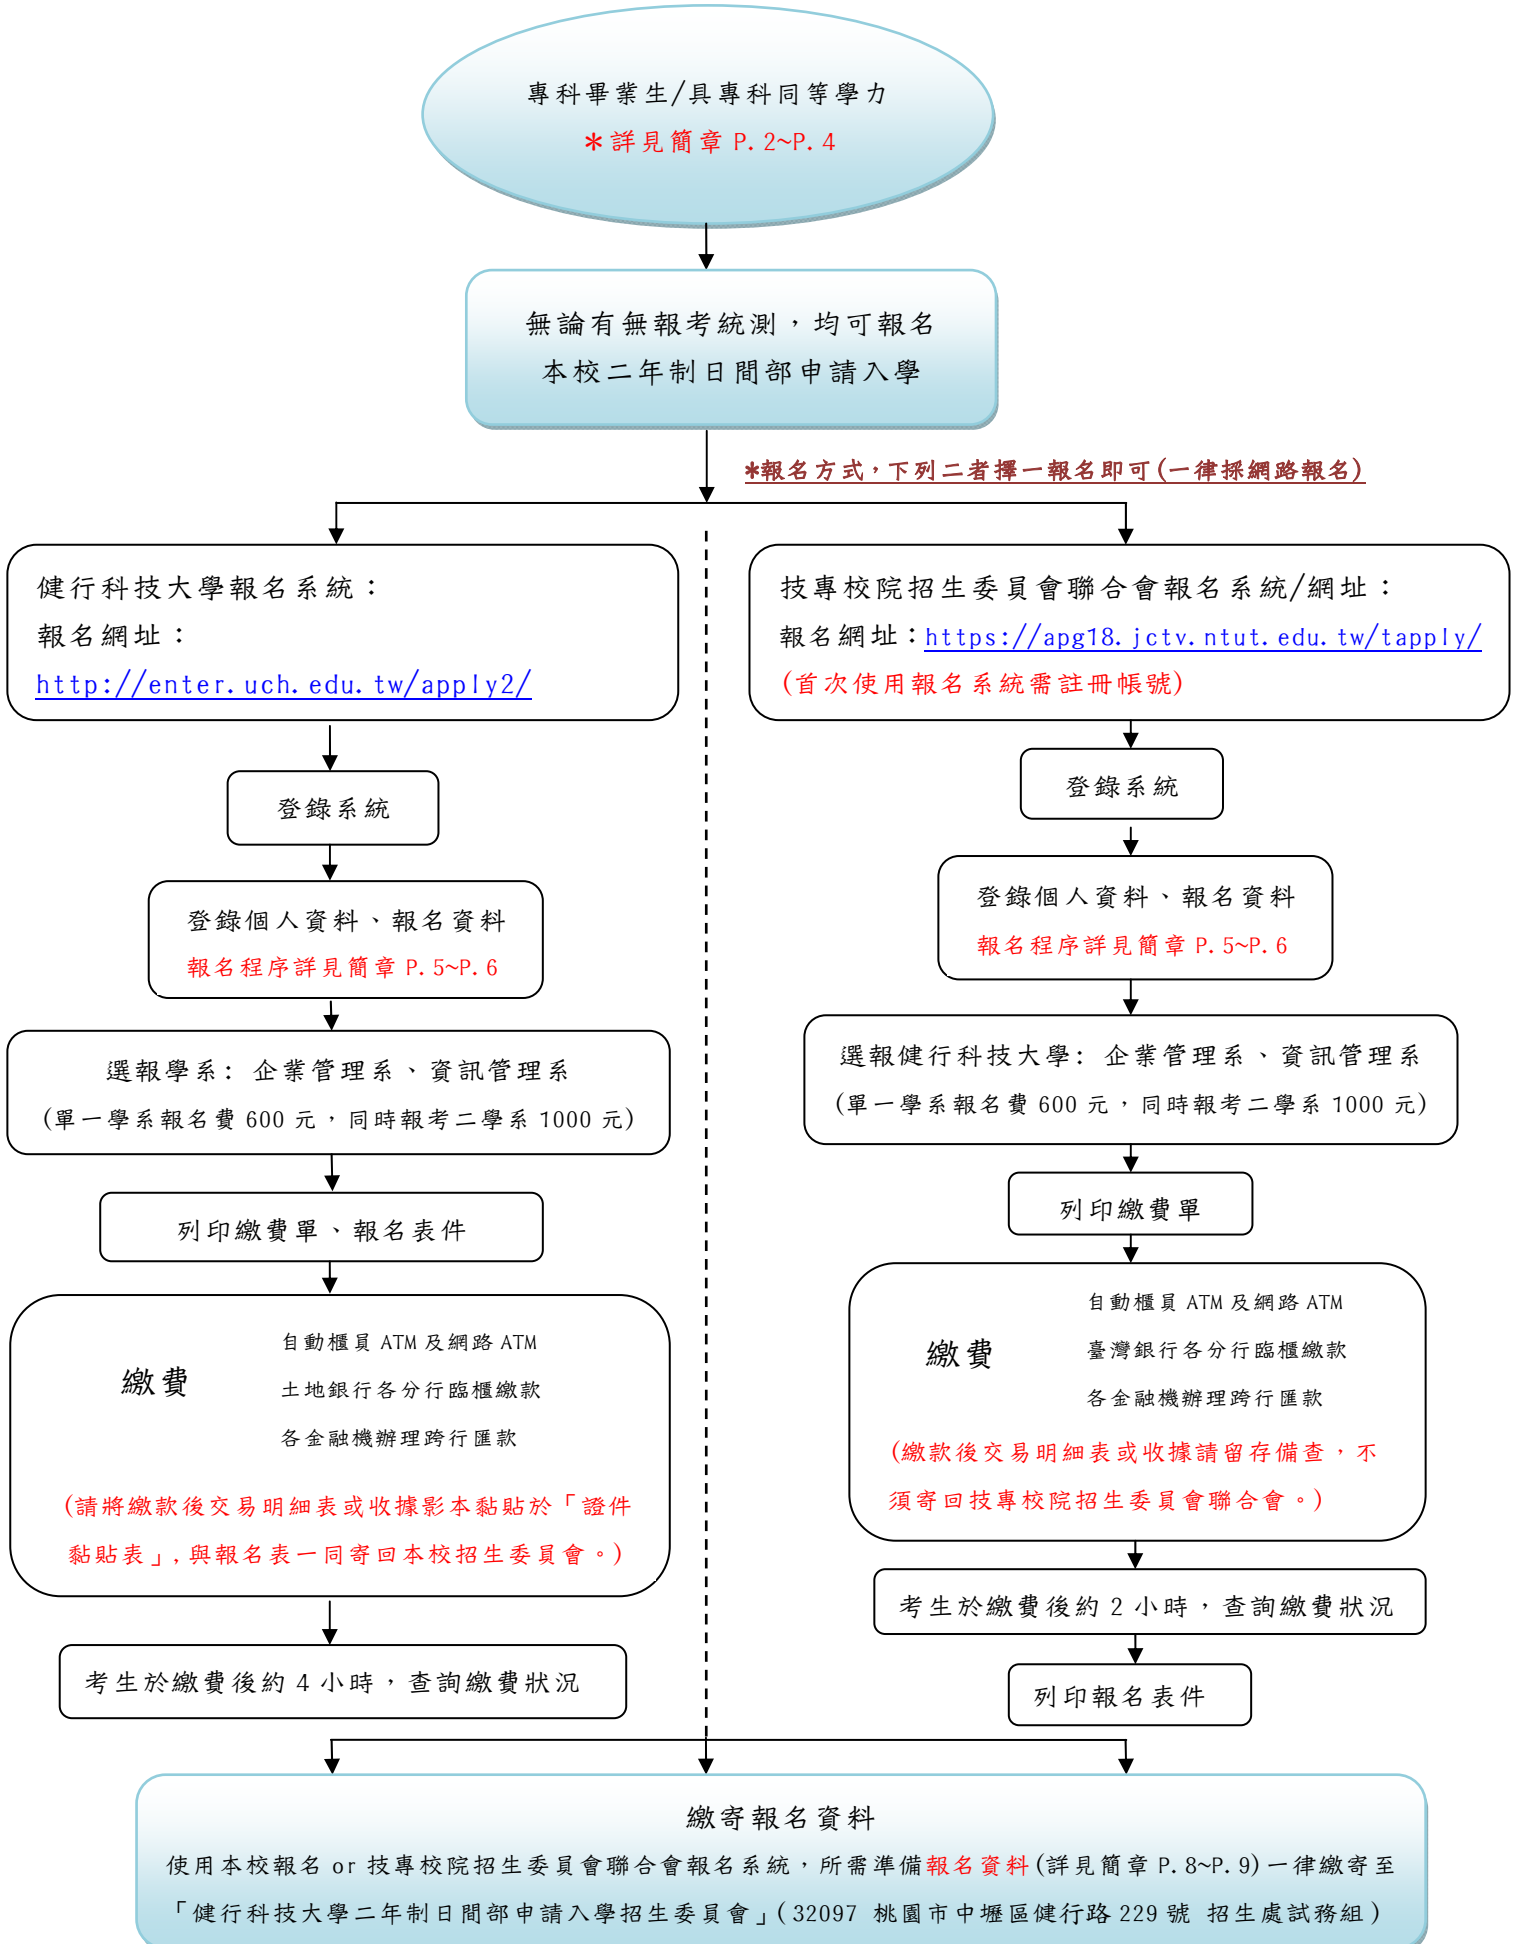 專科畢業生/具專科同等學力
*詳見簡章 P.2~P.4
無論有無報考統測，均可報名
本校二年制日間部申請入學
*報名方式，下列二者擇一報名即可(一律採網路報名)
健行科技大學報名系統：
報名網址：
http://enter.uch.edu.tw/apply2/
登錄系統
登錄個人資料、報名資料
報名程序詳見簡章 P.5~P.6
選報學系: 企業管理系、資訊管理系
(單一學系報名費 600 元，同時報考二學系 1000 元)
列印繳費單、報名表件
繳費
自動櫃員 ATM 及網路 ATM
土地銀行各分行臨櫃繳款
各金融機辦理跨行匯款
(請將繳款後交易明細表或收據影本黏貼於「證件
黏貼表」,與報名表一同寄回本校招生委員會。)
考生於繳費後約 4 小時，查詢繳費狀況
技專校院招生委員會聯合會報名系統/網址：
報名網址：https://apg18.jctv.ntut.edu.tw/tapply/
(首次使用報名系統需註冊帳號)
登錄系統
登錄個人資料、報名資料
報名程序詳見簡章 P.5~P.6
選報健行科技大學: 企業管理系、資訊管理系
(單一學系報名費 600 元，同時報考二學系 1000 元)
列印繳費單
繳費
自動櫃員 ATM 及網路 ATM
臺灣銀行各分行臨櫃繳款
各金融機辦理跨行匯款
(繳款後交易明細表或收據請留存備查，不
須寄回技專校院招生委員會聯合會。)
考生於繳費後約 2 小時，查詢繳費狀況
列印報名表件
繳寄報名資料
使用本校報名 or 技專校院招生委員會聯合會報名系統，所需準備報名資料(詳見簡章 P.8~P.9)一律繳寄至
「健行科技大學二年制日間部申請入學招生委員會」(32097 桃園市中壢區健行路 229 號 招生處試務組)